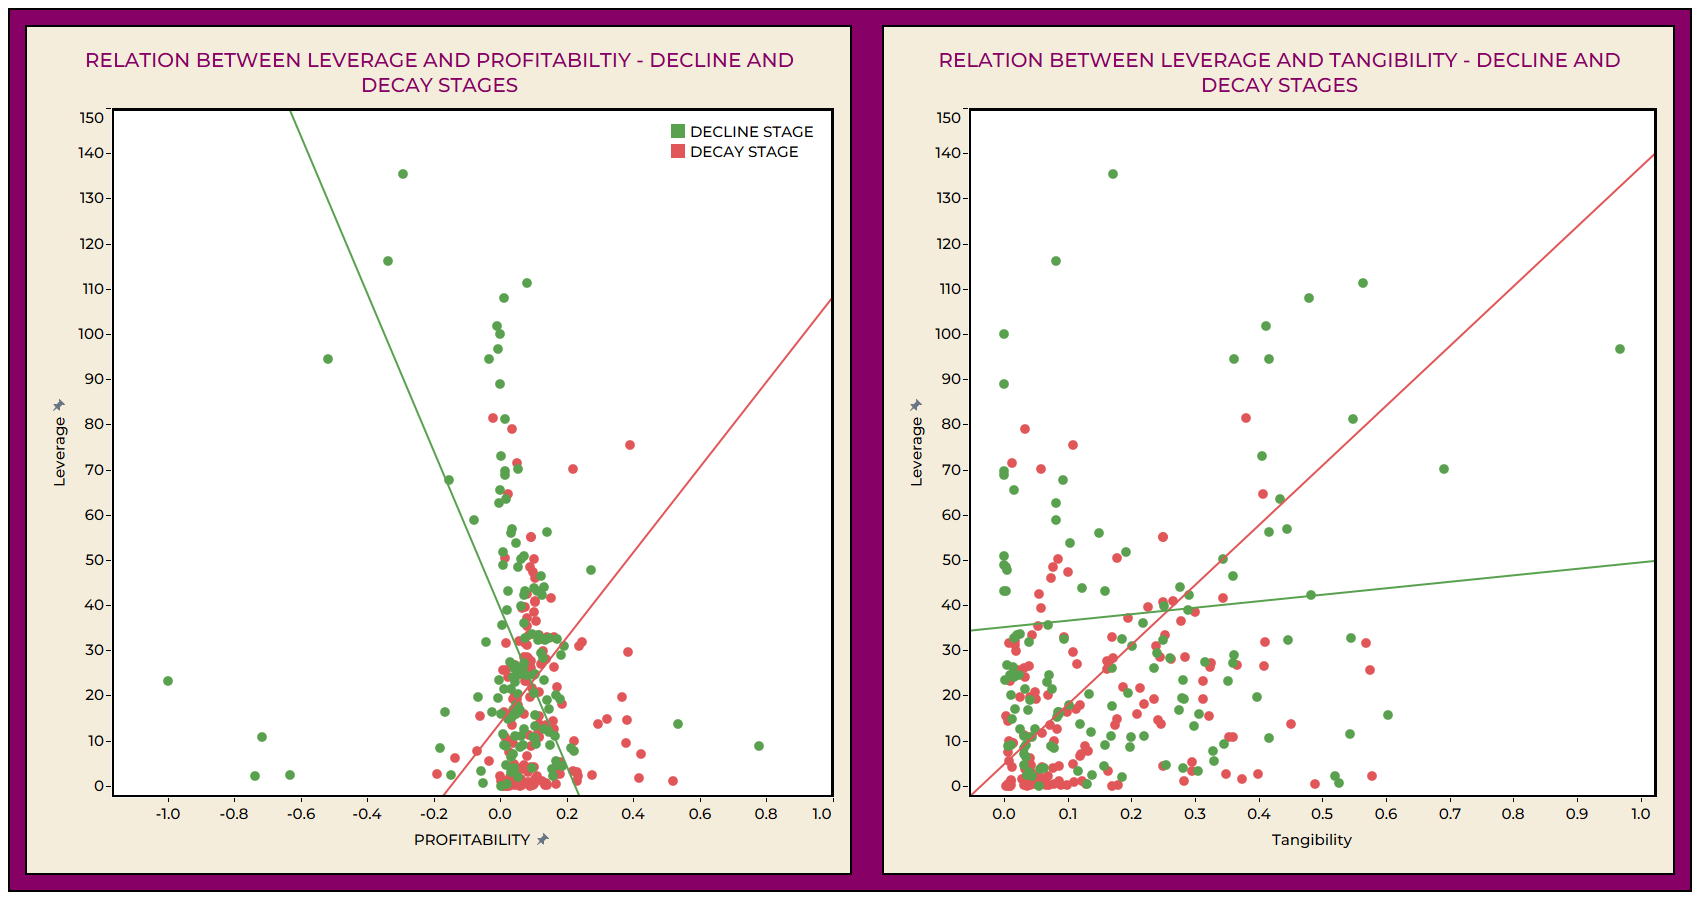 RELATION BETWEEN LEVERAGE AND PROFITABILTIY - DECLINE AND
DECAY STAGES
DECLINE STAGE
DECAY STAGE
150
140
130
120
110
100
90
80
70
60
50
40
30
20
10
0
Leverage
-1.0 -0.8 -0.6 -0.4 -0.2 0.0 0.2 0.4 0.6 0.8 1.0
PROFITABILITY
RELATION BETWEEN LEVERAGE AND TANGIBILITY - DECLINE AND
DECAY STAGES
150
140
130
120
110
100
90
80
70
60
50
40
30
20
10
0
Leverage
0.0 0.1 0.2 0.3 0.4 0.5 0.6 0.7 0.8 0.9 1.0
Tangibility